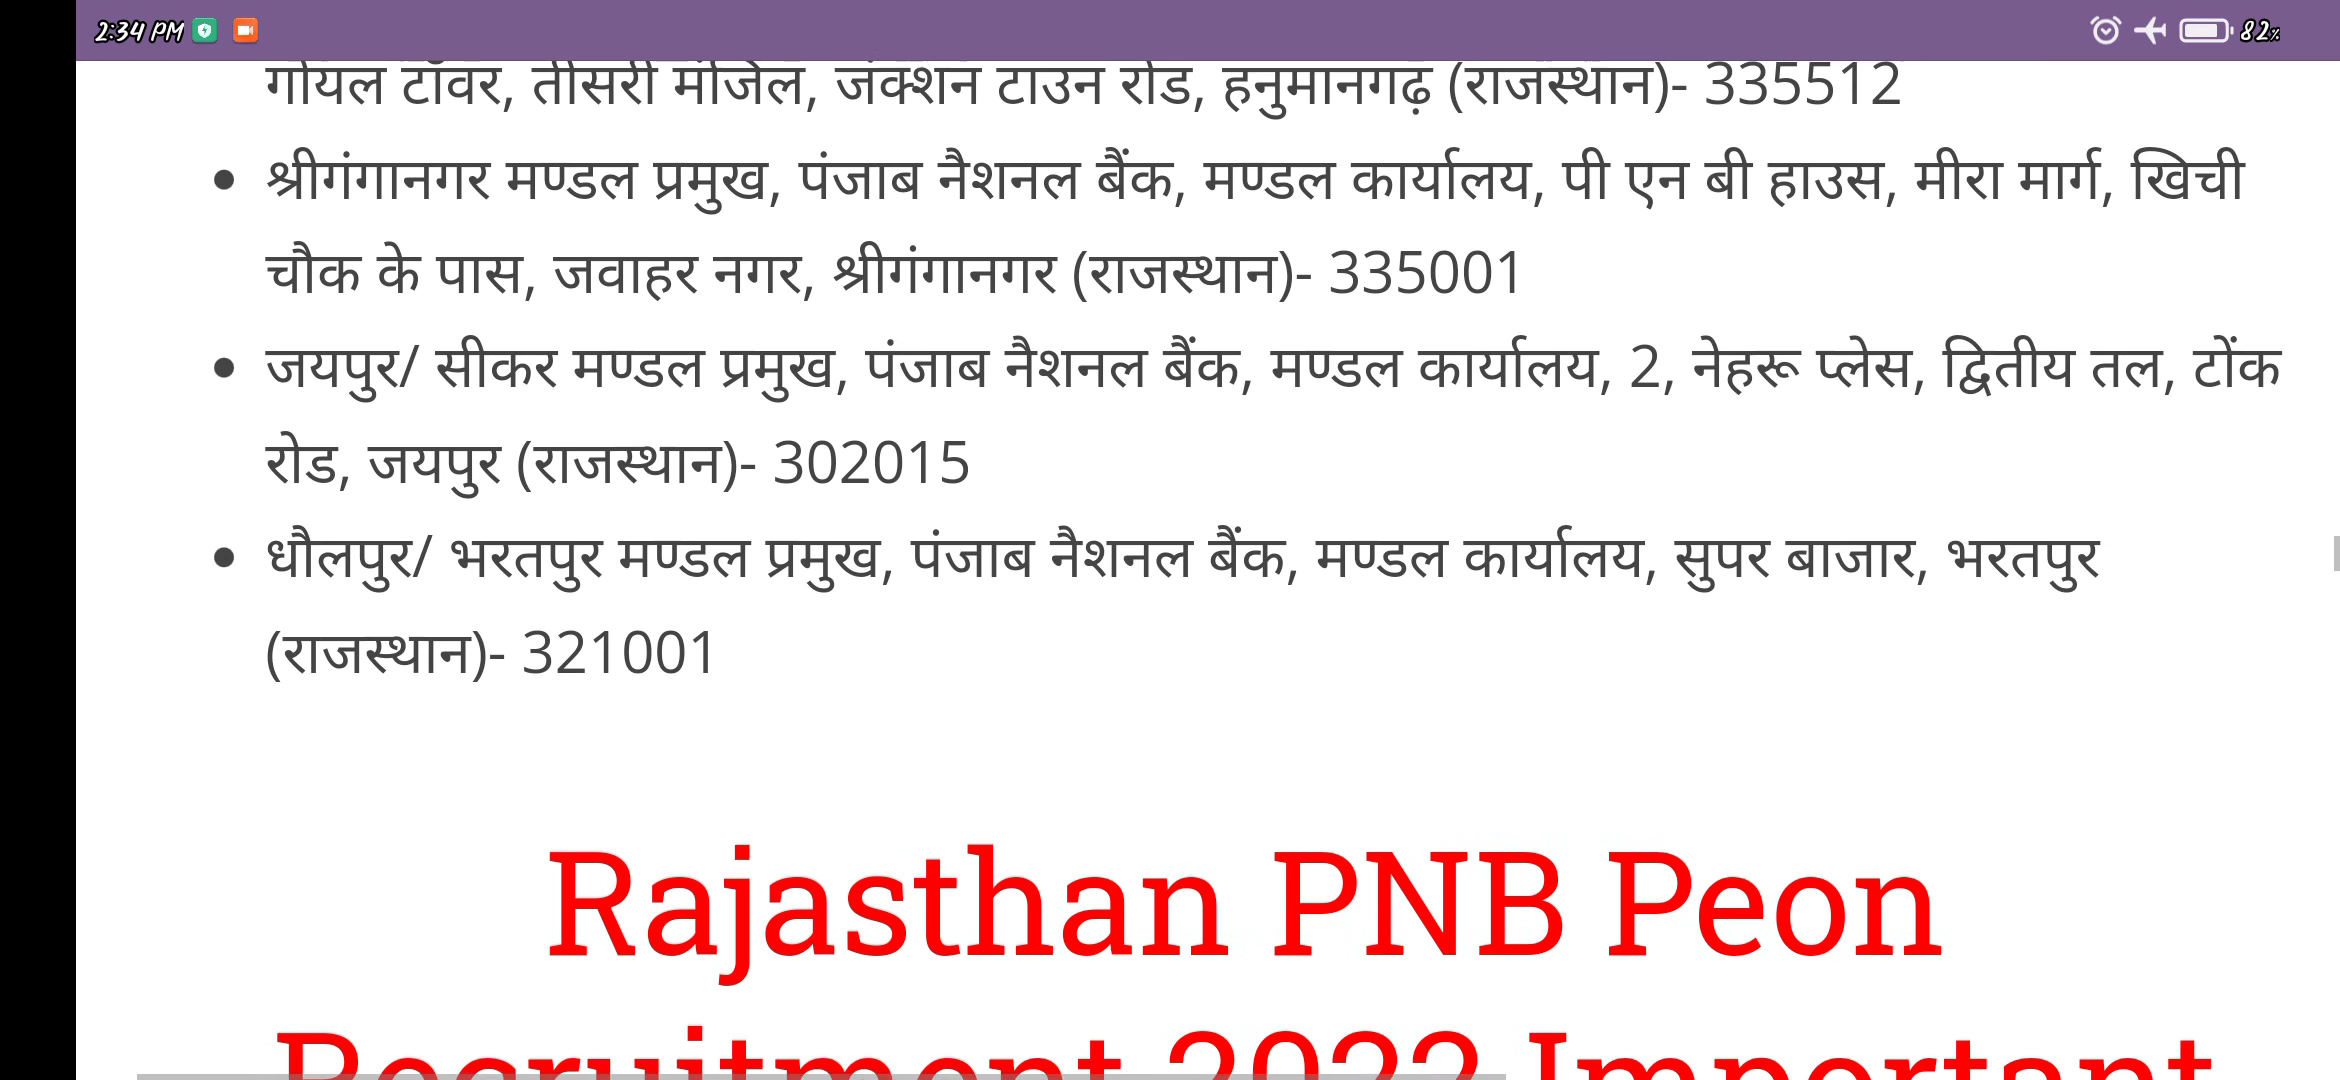 2:34 PM
82%
गोयल टॉवर, तीसरी मंजिल, जंक्शन टाउन रोड, हनुमानगढ़ (राजस्थान)- 335512
श्रीगंगानगर मण्डल प्रमुख, पंजाब नैशनल बैंक, मण्डल कार्यालय, पी एन बी हाउस, मीरा मार्ग, खिची
चौक के पास, जवाहर नगर, श्रीगंगानगर (राजस्थान)- 335001
जयपुर/ सीकर मण्डल प्रमुख, पंजाब नैशनल बैंक, मण्डल कार्यालय, 2, नेहरू प्लेस, द्वितीय तल, टोंक
रोड, जयपुर (राजस्थान)- 302015
धौलपुर/ भरतपुर मण्डल प्रमुख, पंजाब नैशनल बैंक, मण्डल कार्यालय, सुपर बाजार, भरतपुर
(राजस्थान)- 321001
Rajasthan PNB Peon
Recruitment 2022 Important